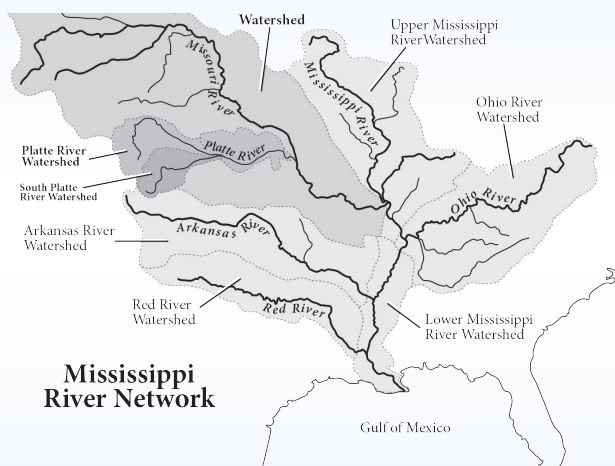 Watershed
Upper Mississippi
River Watershed
Missouri
River
Mississippi River
Ohio River
Watershed
Platte River
Watershed
Platte River
South Platte
River Watershed
Ohio River
Arkansas River
Watershed
Arkansas River
Red River
Watershed
Red River
Lower Mississippi
River Watershed
Mississippi
River Network
Gulf of Mexico